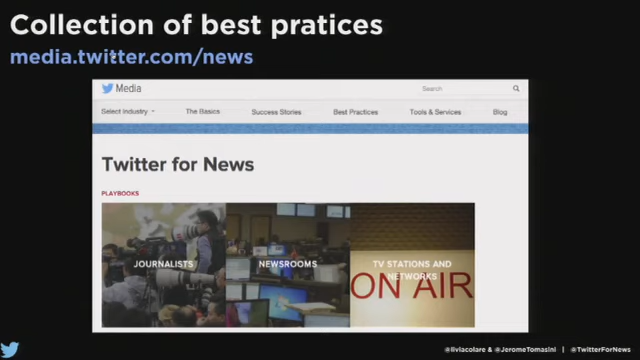 Collection of best pratices
media.twitter.com/news
Media
Search
Select Industry
The Basics
Success Stories
Best Practices
Tools & Services
Blog
Twitter for News
PLAYBOOKS
JOURNALISTS
NEWSROOMS
TV STATIONS AND
NETWORKS
ON AIR
@liviacolare & @JeromeTomasini | @TwitterForNews